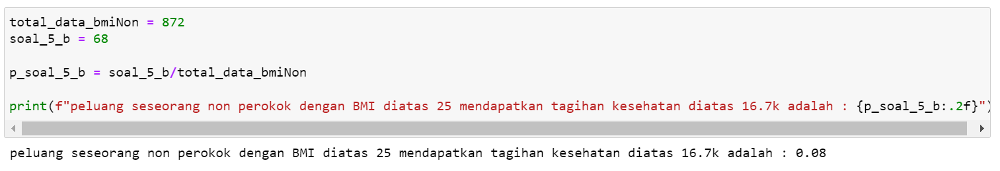 total_data_bmiNon = 872
soal_5_b = 68
p_soal_5_b = soal_5_b/total_data_bmiNon
print(f"peluang seseorang non perokok dengan BMI diatas 25 mendapatkan tagihan kesehatan diatas 16.7k adalah : {p_soal_5_b:.2f}")
peluang seseorang non perokok dengan BMI diatas 25 mendapatkan tagihan kesehatan diatas 16.7k adalah : 0.08